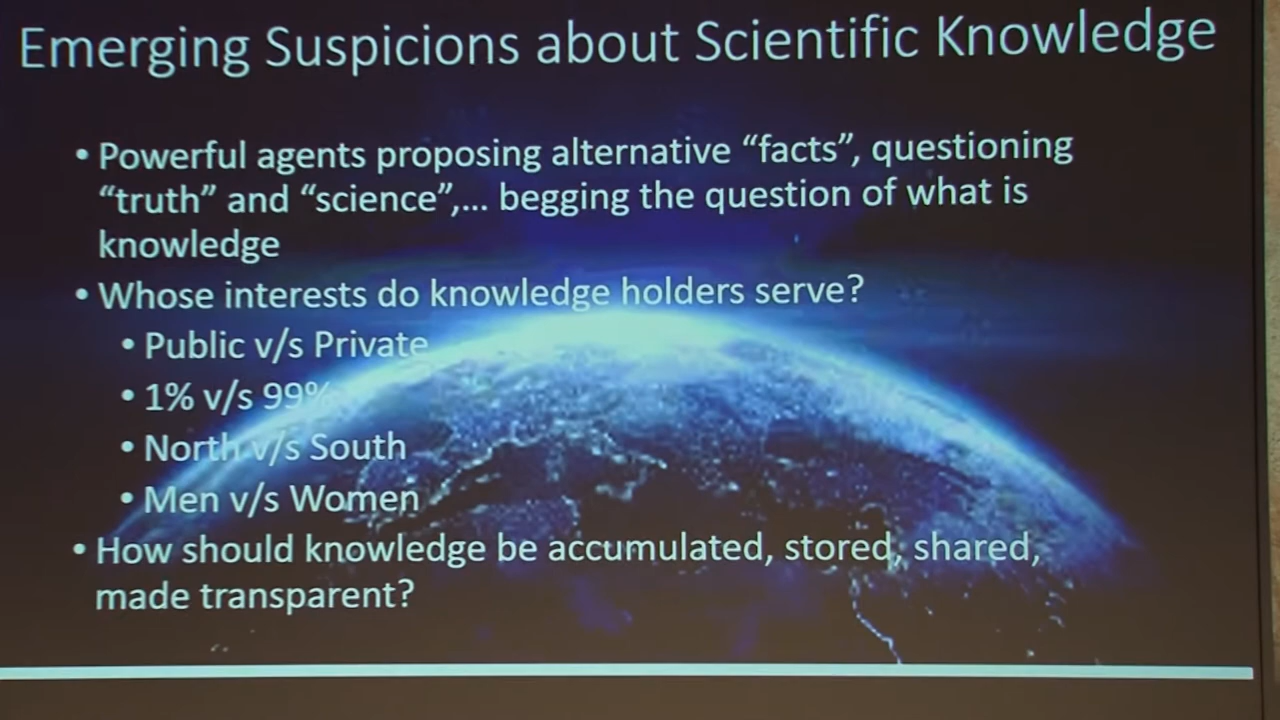 Emerging Suspicions about Scientific Knowledge
• Powerful agents proposing alternative “facts”, questioning
“truth” and “science”,... begging the question of what is
knowledge
• Whose interests do knowledge holders serve?
• Public v/s Private
• 1% v/s 99%
• North v/s South
• Men v/s Women
• How should knowledge be accumulated, stored, shared,
made transparent?